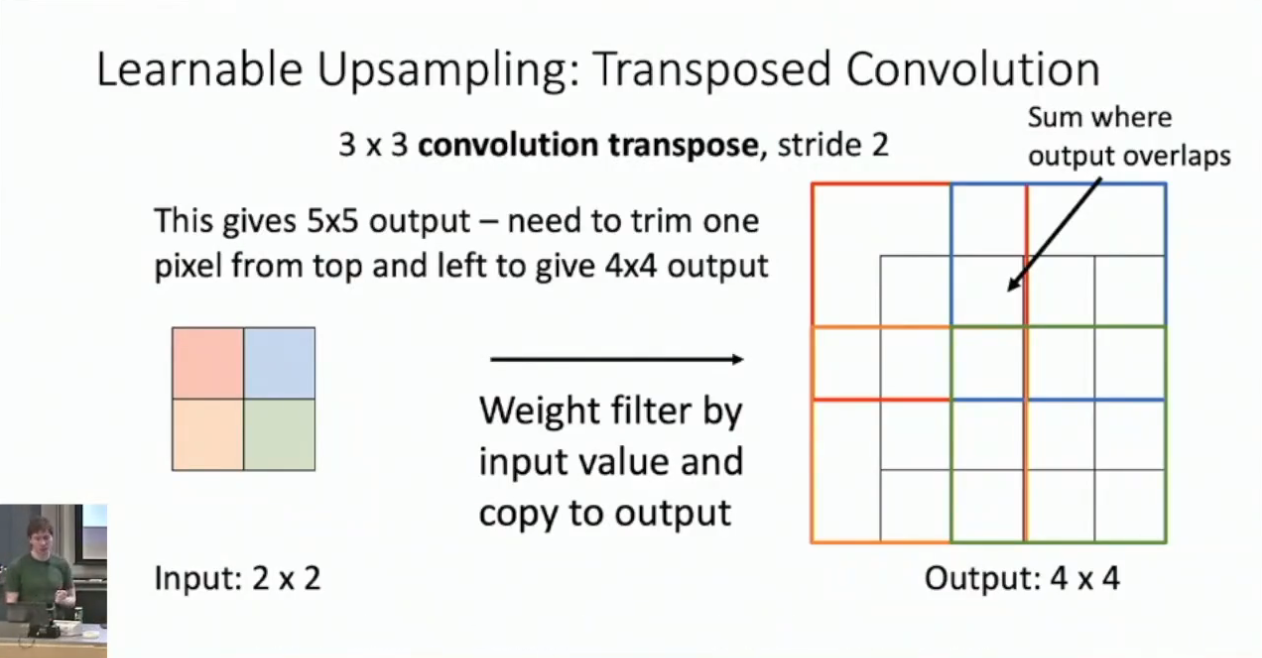 Learnable Upsampling: Transposed Convolution
3 x 3 convolution transpose, stride 2
Sum where
output overlaps
This gives 5x5 output – need to trim one
pixel from top and left to give 4x4 output
Weight filter by
input value and
copy to output
Input: 2 x 2
Output: 4 x 4